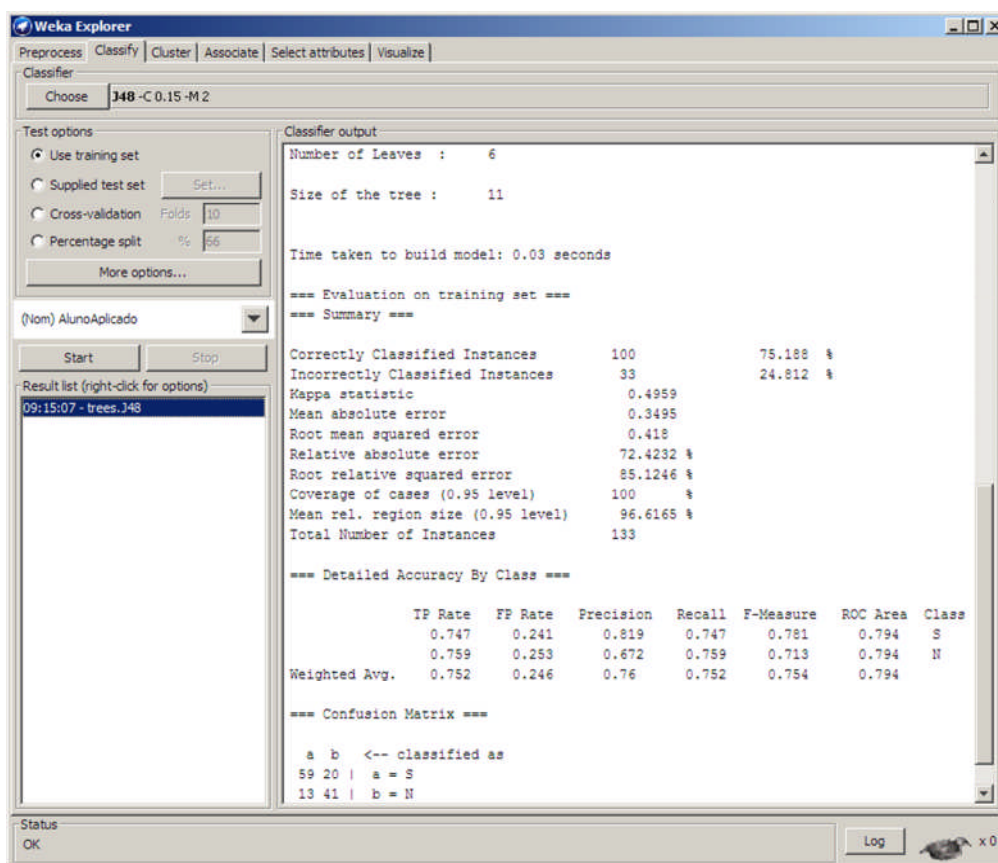 Weka Explorer
Preprocess Classify Cluster Associate Select attributes Visualize
Classifier
Choose J48 -C 0.15 -M 2
Test options
Use training set
Supplied test set Set...
Cross-validation Folds 10
Percentage split % 66
More options...
(Nom) AlunoAplicado
Start Stop
Result list (right-click for options)
09:15:07 - trees.J48
Classifier output
Number of Leaves : 6
Size of the tree : 11
Time taken to build model: 0.03 seconds
=== Evaluation on training set ===
=== Summary ===
Correctly Classified Instances 100 75.188 %
Incorrectly Classified Instances 33 24.812 %
Kappa statistic 0.4959
Mean absolute error 0.3495
Root mean squared error 0.418
Relative absolute error 72.4232 %
Root relative squared error 85.1246 %
Coverage of cases (0.95 level) 100 %
Mean rel. region size (0.95 level) 96.6165 %
Total Number of Instances 133
=== Detailed Accuracy By Class ===
TP Rate FP Rate Precision Recall F-Measure ROC Area Class
0.747 0.241 0.819 0.747 0.781 0.794 S
0.759 0.253 0.672 0.759 0.713 0.794 N
Weighted Avg. 0.752 0.246 0.76 0.752 0.754 0.794
=== Confusion Matrix ===
a b <-- classified as
59 20 | a = S
13 41 | b = N
Status
OK
Log
x 0